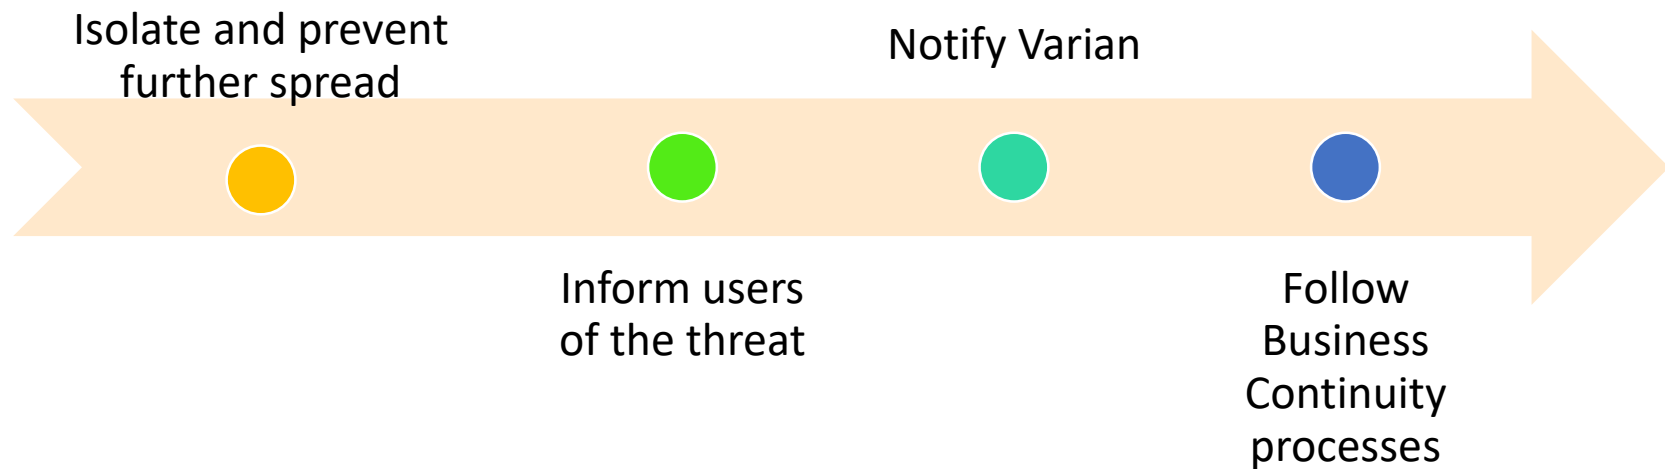 Isolate and prevent
further spread
Inform users
of the threat
Notify Varian
Follow
Business
Continuity
processes